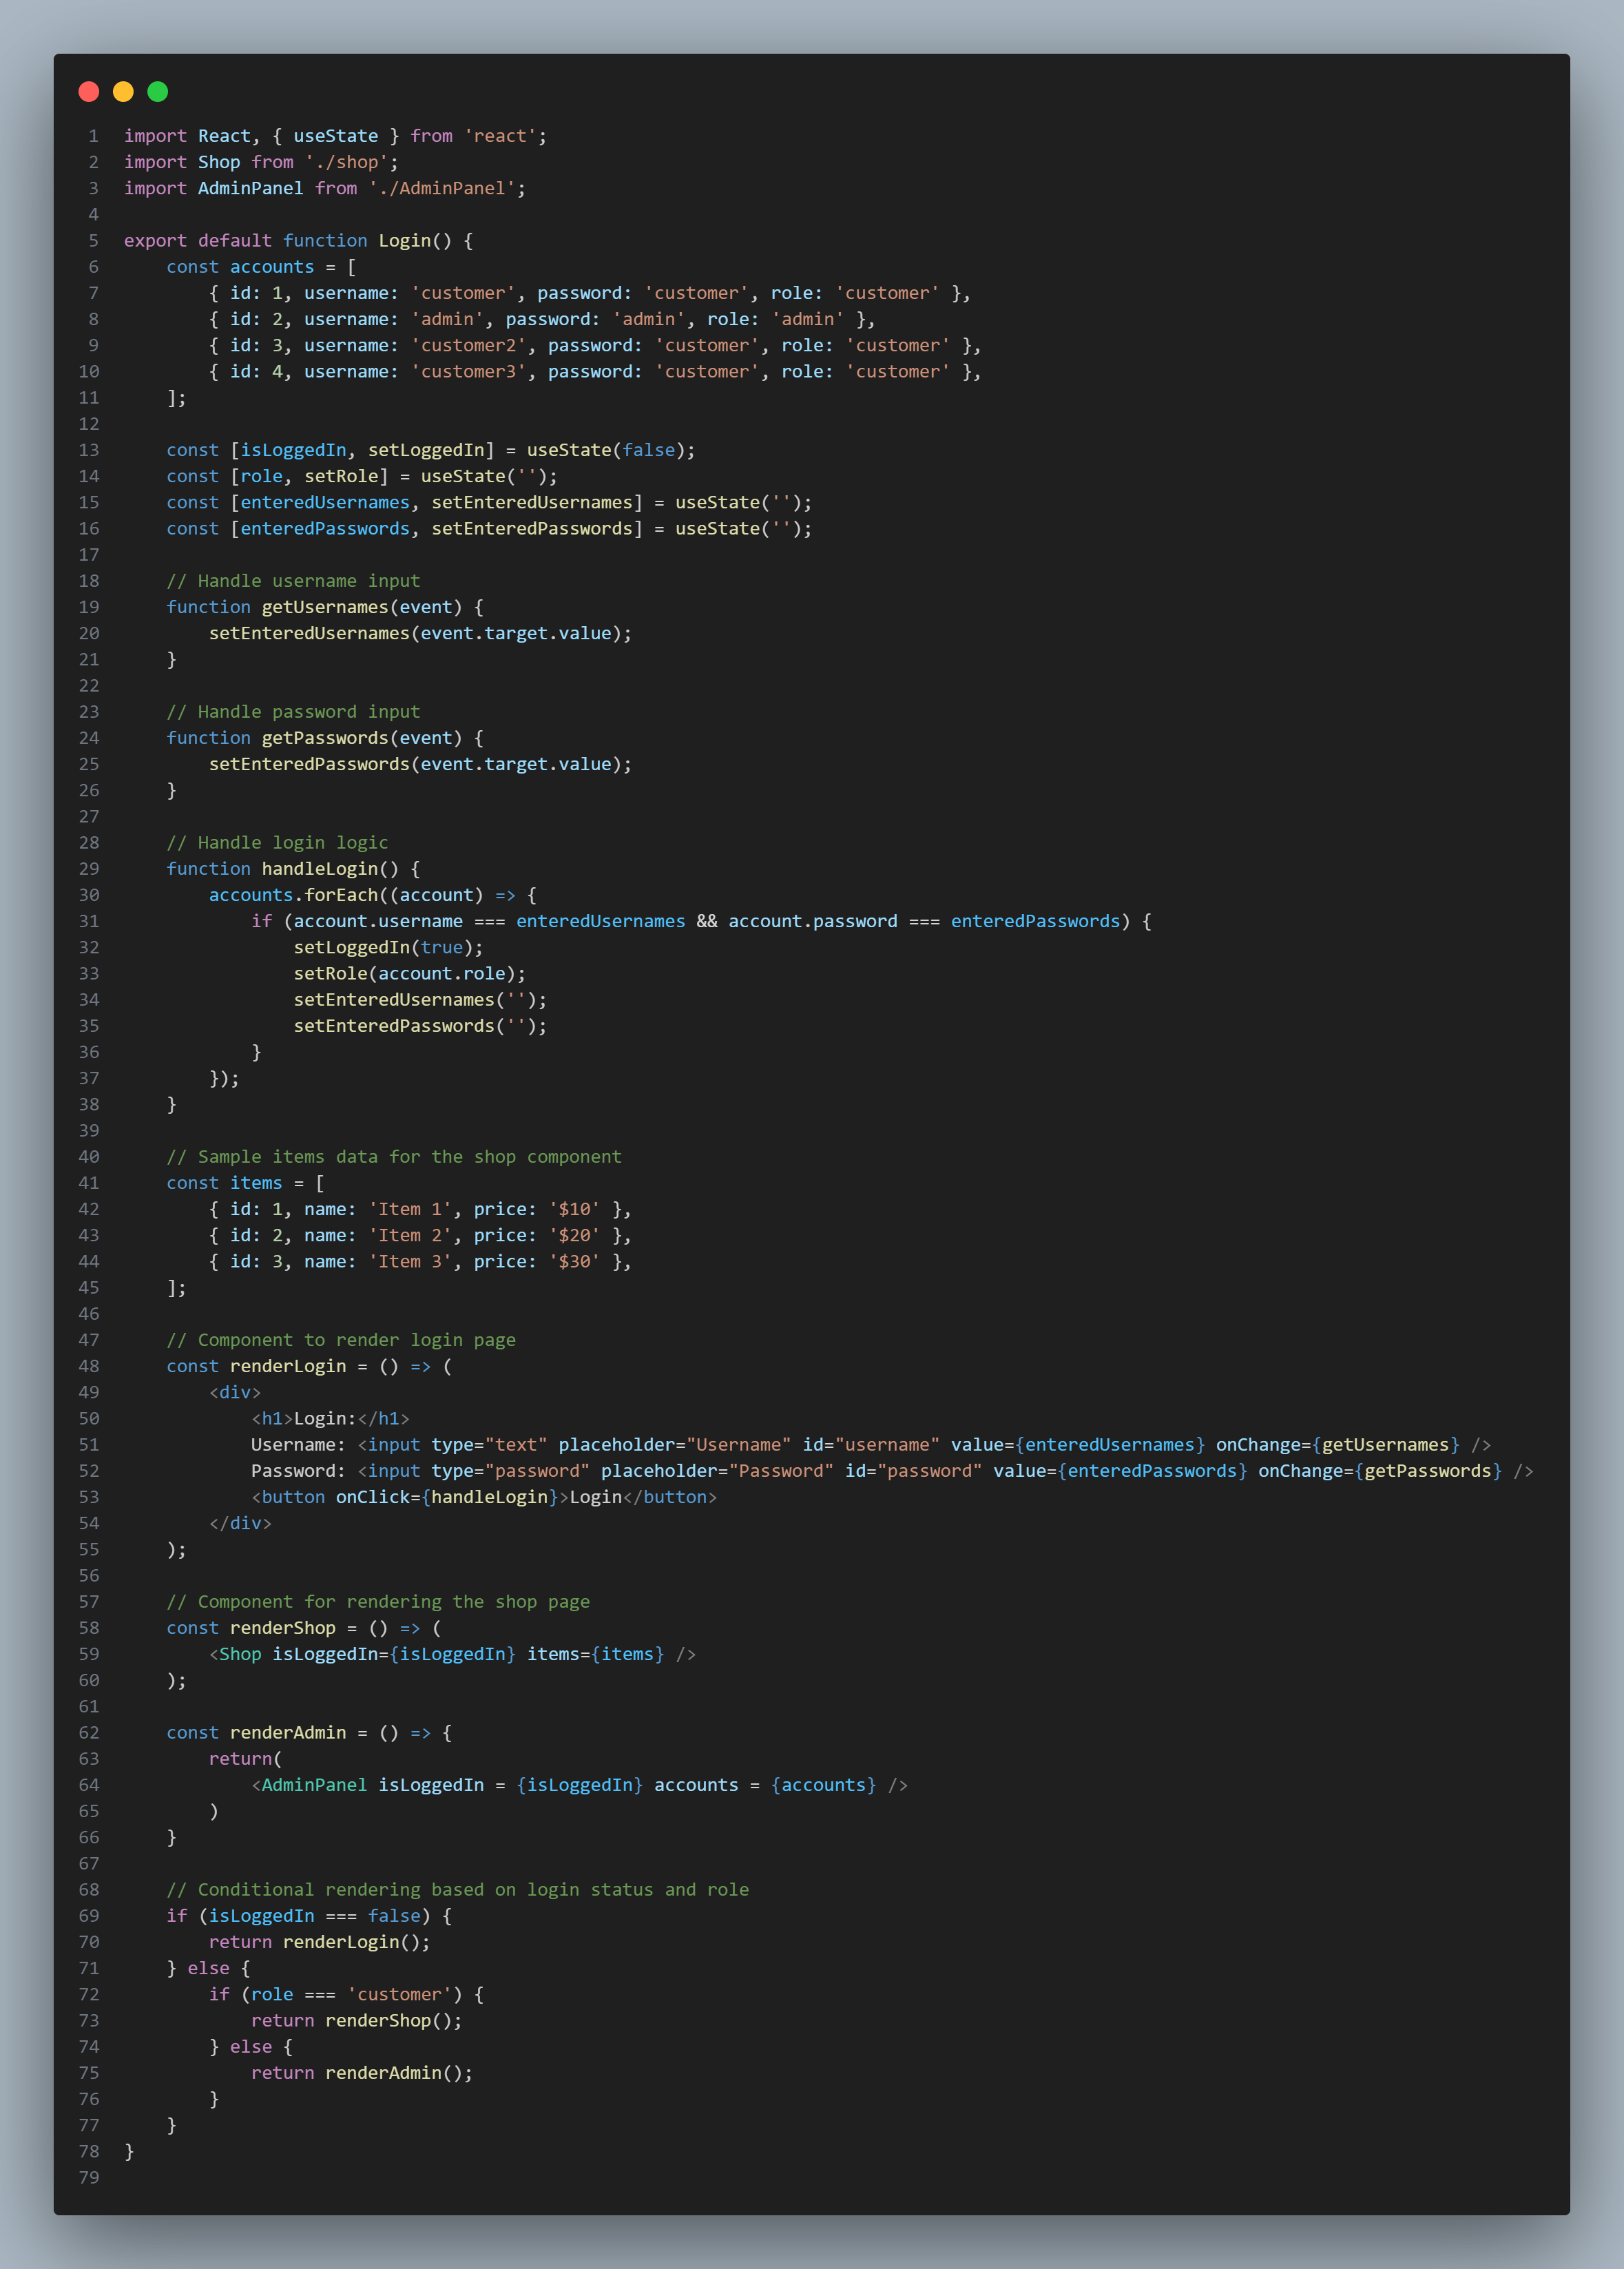 1 import React, { useState } from 'react';
2 import Shop from './shop';
3 import AdminPanel from './AdminPanel';
4
5 export default function Login() {
6     const accounts = [
7         { id: 1, username: 'customer', password: 'customer', role: 'customer' },
8         { id: 2, username: 'admin', password: 'admin', role: 'admin' },
9         { id: 3, username: 'customer2', password: 'customer', role: 'customer' },
10         { id: 4, username: 'customer3', password: 'customer', role: 'customer' },
11     ];
12
13     const [isLoggedIn, setLoggedIn] = useState(false);
14     const [role, setRole] = useState('');
15     const [enteredUsernames, setEnteredUsernames] = useState('');
16     const [enteredPasswords, setEnteredPasswords] = useState('');
17
18     // Handle username input
19     function getUsernames(event) {
20         setEnteredUsernames(event.target.value);
21     }
22
23     // Handle password input
24     function getPasswords(event) {
25         setEnteredPasswords(event.target.value);
26     }
27
28     // Handle login logic
29     function handleLogin() {
30         accounts.forEach((account) => {
31             if (account.username === enteredUsernames && account.password === enteredPasswords) {
32                 setLoggedIn(true);
33                 setRole(account.role);
34                 setEnteredUsernames('');
35                 setEnteredPasswords('');
36             }
37         });
38     }
39
40     // Sample items data for the shop component
41     const items = [
42         { id: 1, name: 'Item 1', price: '$10' },
43         { id: 2, name: 'Item 2', price: '$20' },
44         { id: 3, name: 'Item 3', price: '$30' },
45     ];
46
47     // Component to render login page
48     const renderLogin = () => (
49         <div>
50             <h1>Login:</h1>
51             Username: <input type="text" placeholder="Username" id="username" value={enteredUsernames} onChange={getUsernames} />
52             Password: <input type="password" placeholder="Password" id="password" value={enteredPasswords} onChange={getPasswords} />
53             <button onClick={handleLogin}>Login</button>
54         </div>
55     );
56
57     // Component for rendering the shop page
58     const renderShop = () => (
59         <Shop isLoggedIn={isLoggedIn} items={items} />
60     );
61
62     const renderAdmin = () => {
63         return(
64             <AdminPanel isLoggedIn = {isLoggedIn} accounts = {accounts} />
65         )
66     }
67
68     // Conditional rendering based on login status and role
69     if (isLoggedIn === false) {
70         return renderLogin();
71     } else {
72         if (role === 'customer') {
73             return renderShop();
74         } else {
75             return renderAdmin();
76         }
77     }
78 }
79